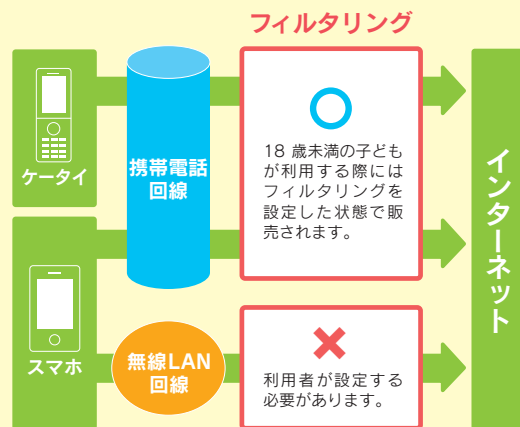 フィルタリング
ケータイ
携帯電話
回線
18 歳未満の子ども
が利用する際には
フィルタリングを
設定した状態で販
売されます。
インターネット
スマホ
無線LAN
回線
利用者が設定する
必要があります。